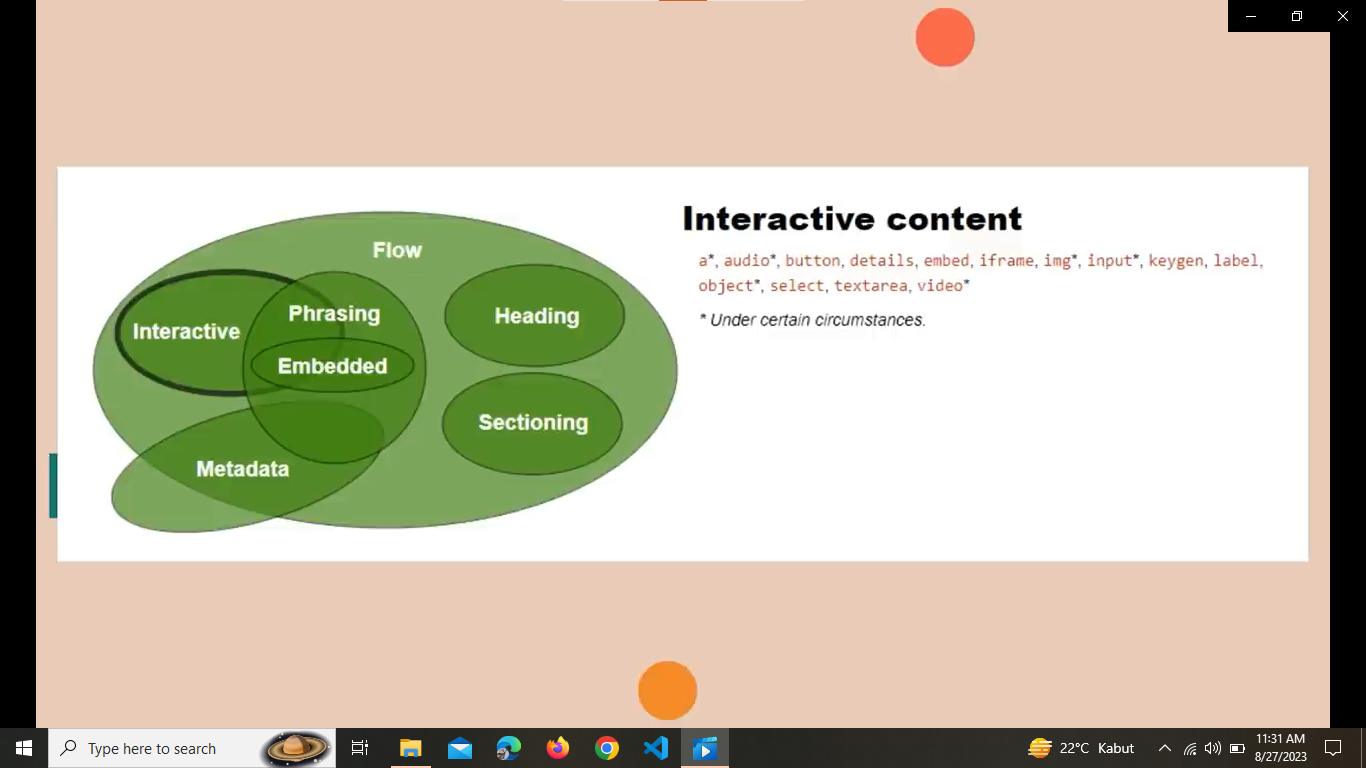 Flow
Interactive
Phrasing
Embedded
Heading
Sectioning
Metadata
Interactive content
a*, audio*, button, details, embed, iframe, img*, input*, keygen, label,
object*, select, textarea, video*
* Under certain circumstances.
Type here to search
22°C Kabut
11:31 AM
8/27/2023